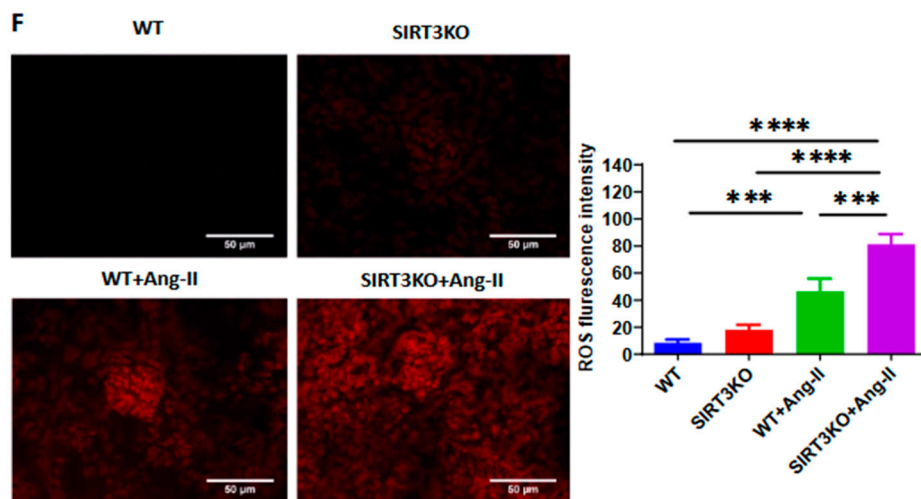 F
WT
SIRT3KO
50 µm
50 µm
WT+Ang-II
SIRT3KO+Ang-II
50 µm
50 µm
ROS flurescence intensity
****
****
***
***
140
120
100
80
60
40
20
0
WT
SIRT3KO
WT+Ang-II
SIRT3KO+Ang-II